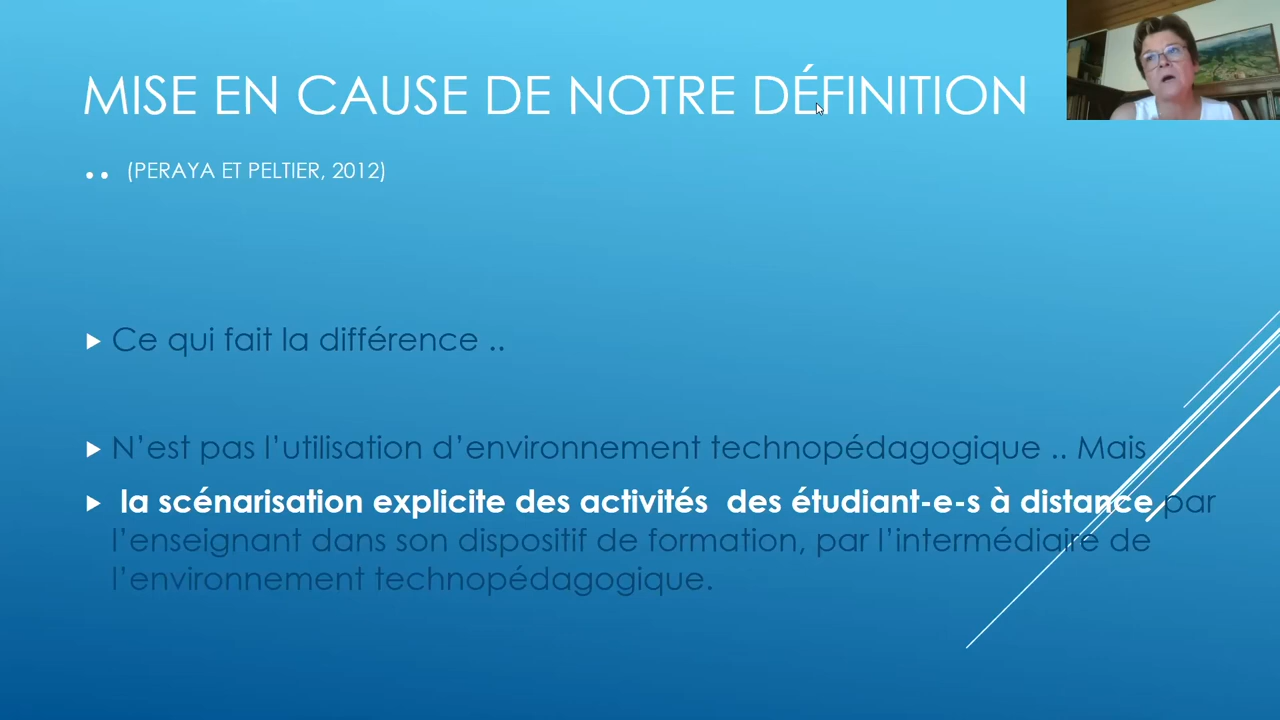 MISE EN CAUSE DE NOTRE DÉFINITION
.. (PERAYA ET PELTIER, 2012)
Ce qui fait la différence ..
N’est pas l’utilisation d’environnement technopédagogique .. Mais
la scénarisation explicite des activités des étudiant-e-s à distance par
l’enseignant dans son dispositif de formation, par l’intermédiaire de
l’environnement technopédagogique.